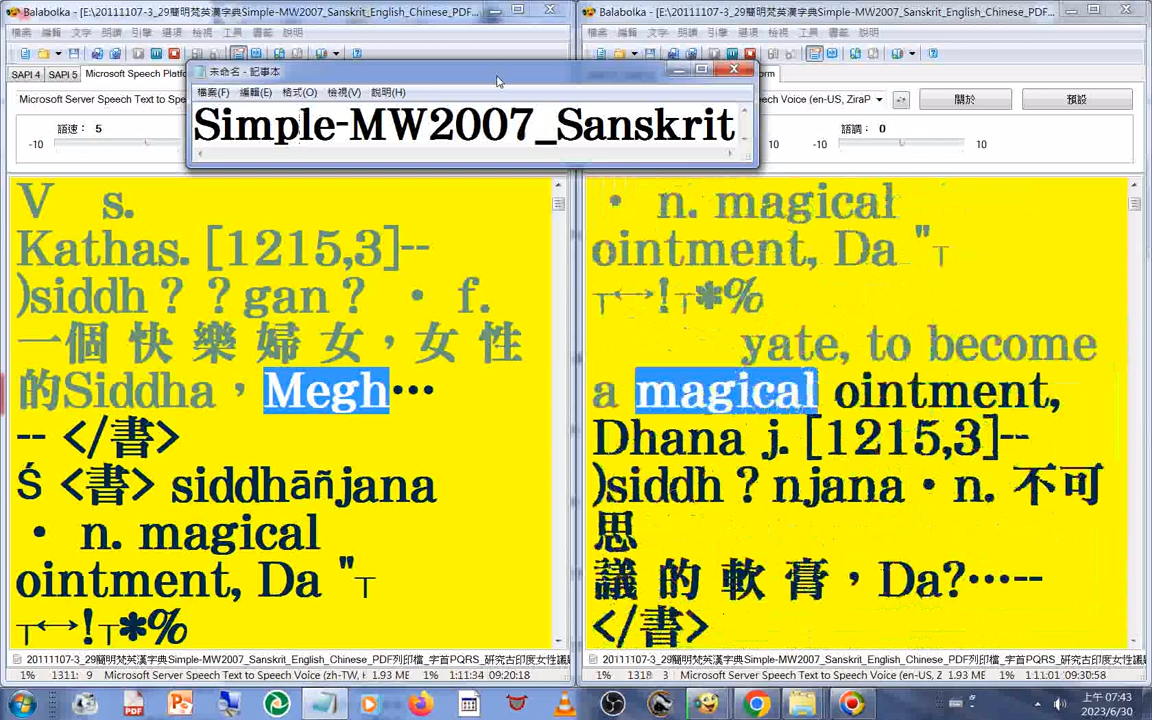 Balabolka - [E:\20111107-3_29簡明梵英漢字典Simple-MW2007_Sanskrit_English_Chinese_PDF...
檔案 編輯 文字 朗讀 引擎 選項 檢視 工具 書籤 說明
SAPI 4 SAPI 5 Microsoft Speech Platf
Microsoft Server Speech Text to Spee
語速: 5
-10
V s.
Kathas. [1215,3]--
)siddh??gan? • f.
一個 快 樂 婦 女,女 性
的Siddha,Megh…
-- </書>
Ś <書> siddhāñjana
• n. magical
ointment, Da "┬
┬←→!┬*%
20111107-3_29簡明梵英漢字典Simple-MW2007_Sanskrit_English_Chinese_PDF列印檔_字首PQRS_研究古印度女性議
1% 1311: 9 Microsoft Server Speech Text to Speech Voice (zh-TW, H 1.93 ME 1% 1:11:34 09:20:18
未命名 - 記事本
檔案(F) 編輯(E) 格式(O) 檢視(V) 說明(H)
Simple-MW2007_Sanskrit
Balabolka - [E:\20111107-3_29簡明梵英漢字典Simple-MW2007_Sanskrit_English_Chinese_PDF...
檔案 編輯 文字 朗讀 引擎 選項 檢視 工具 書籤 說明
orm
ech Voice (en-US, ZiraP
關於
預設
10
語調: 0
-10
10
• n. magical
ointment, Da "┬
┬←→!┬*%
yate, to become
a magical ointment,
Dhana j. [1215,3]--
)siddh?njana • n. 不可
思
議 的 軟 膏,Da?…--
</書>
20111107-3_29簡明梵英漢字典Simple-MW2007_Sanskrit_English_Chinese_PDF列印檔_字首PQRS_研究古印度女性議
1% 1318 3 Microsoft Server Speech Text to Speech Voice (en-US, Z 1.93 ME 1% 1:11:01 09:30:58
上午 07:43
2023/6/30